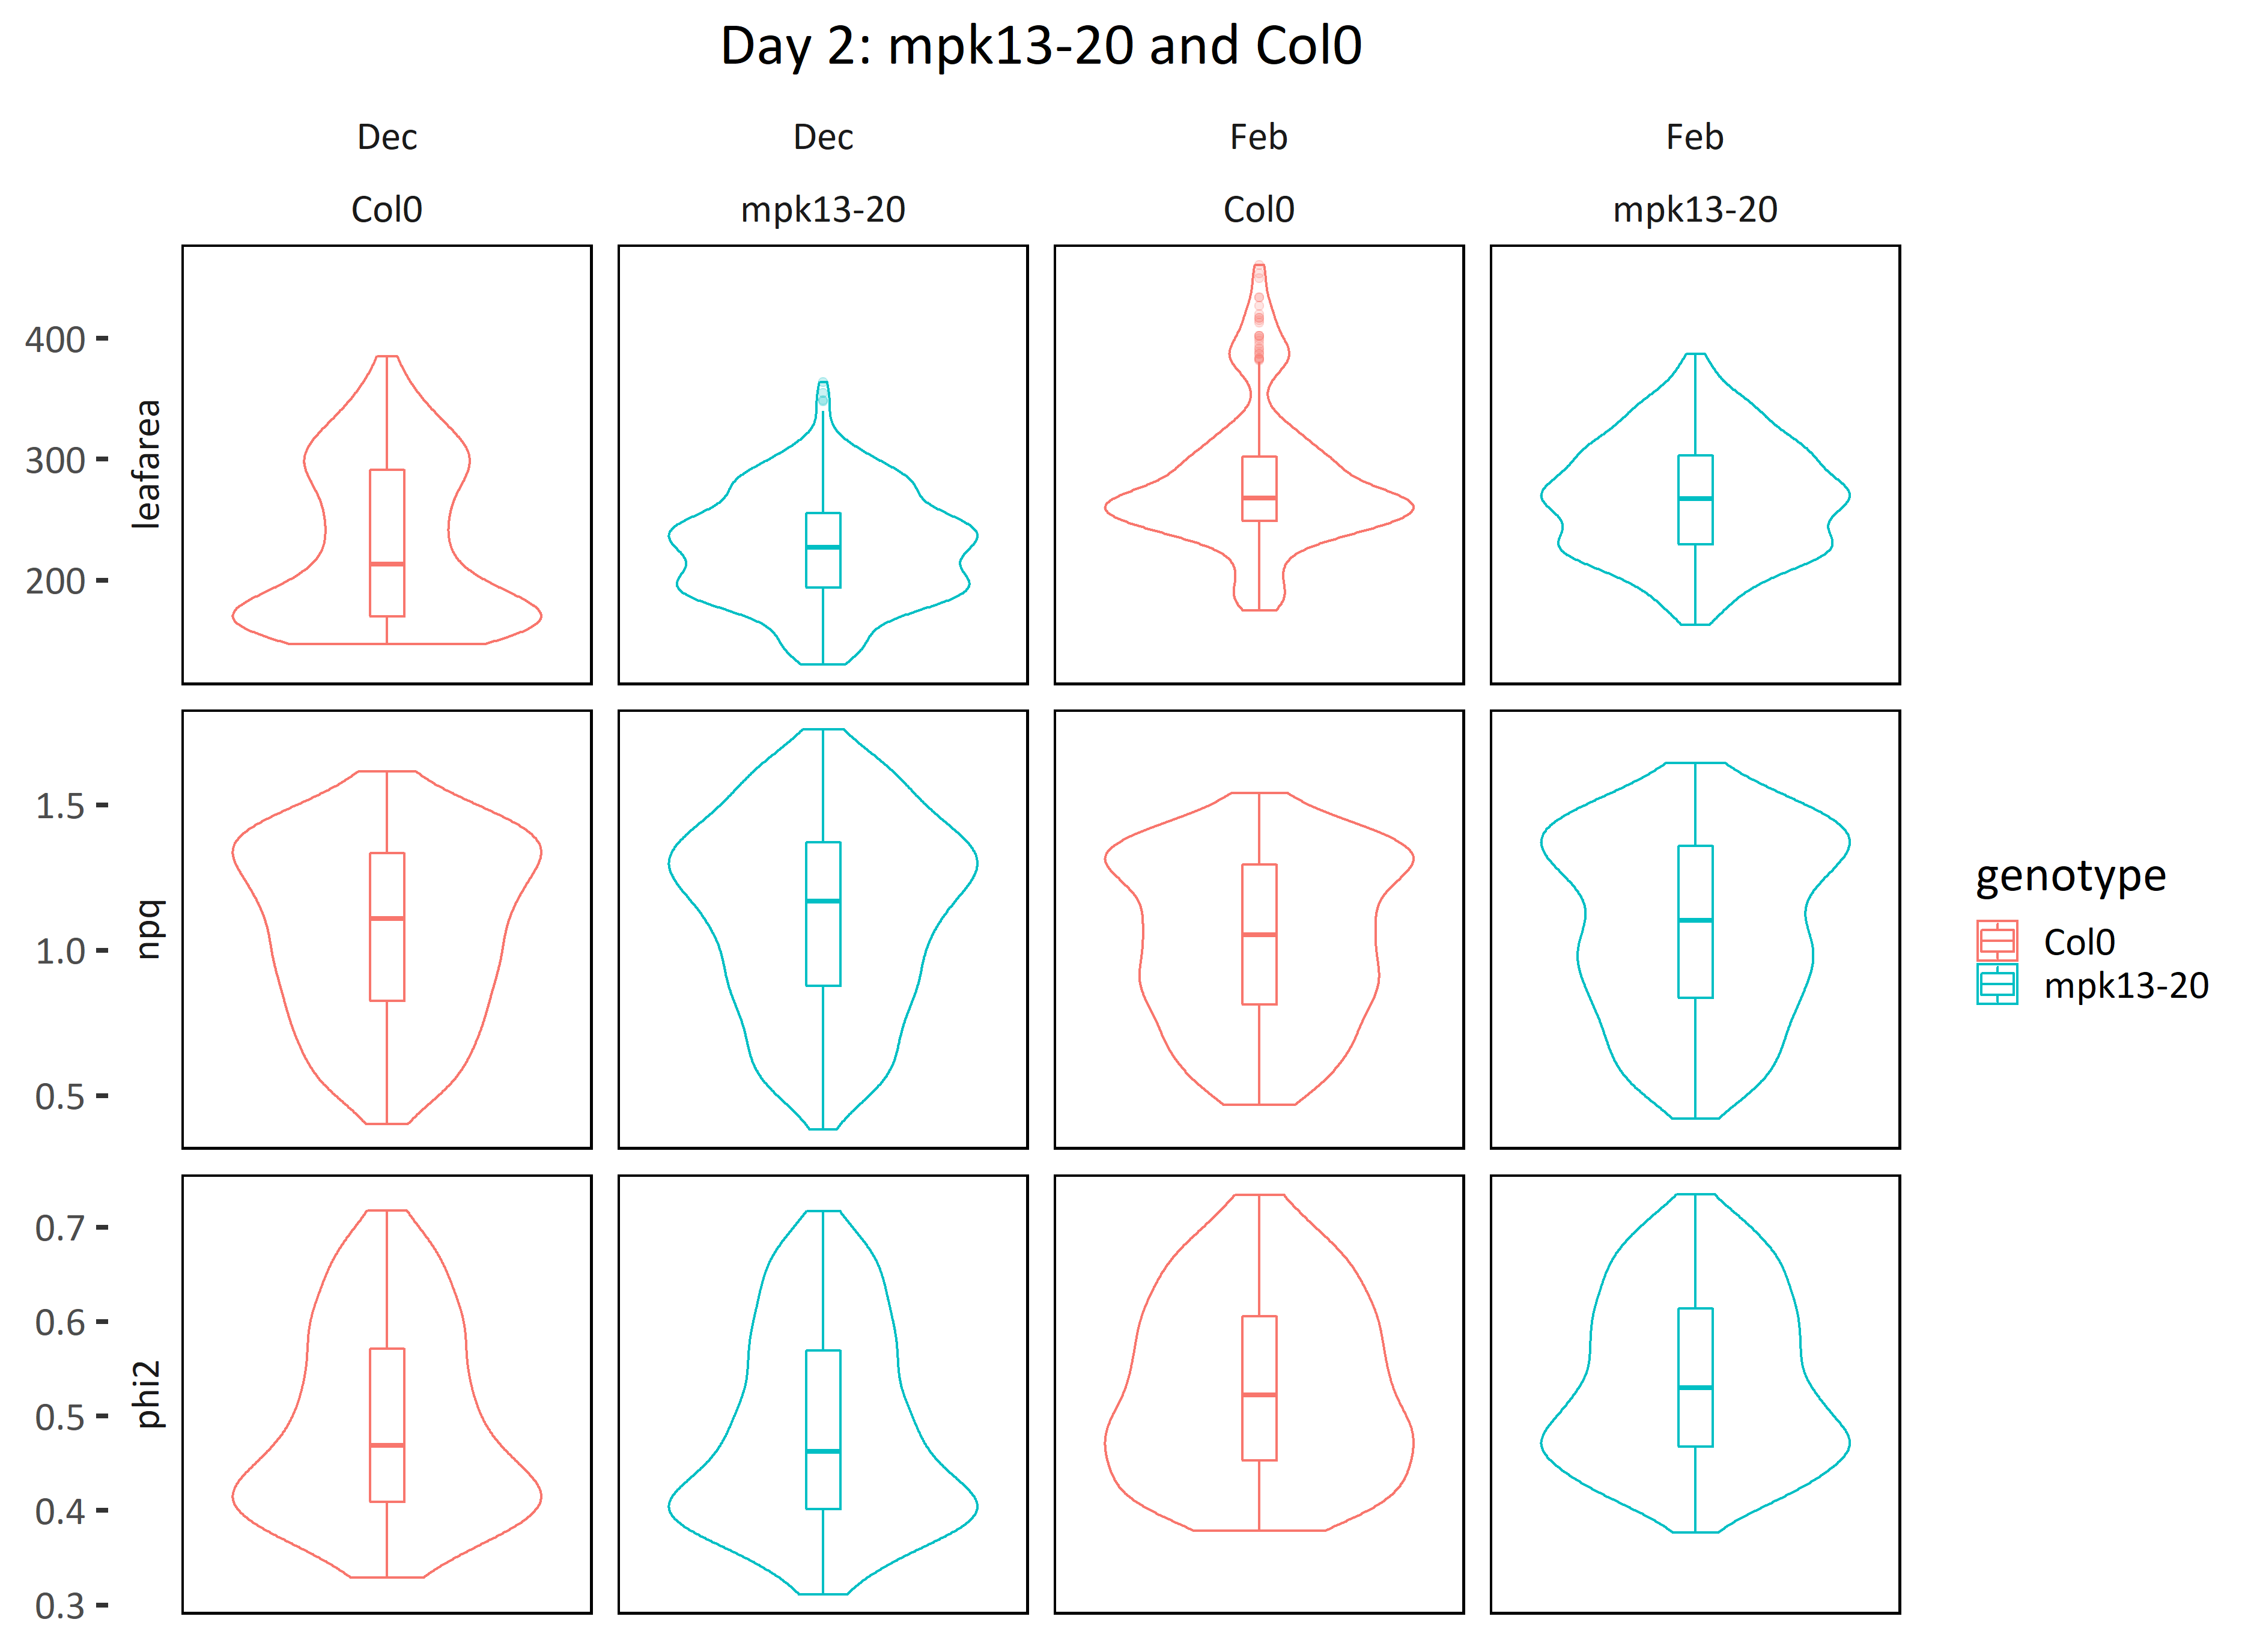 Day 2: mpk13-20 and Col0
Dec Dec Feb Feb
Col0 mpk13-20 Col0 mpk13-20
400
300
200
leafarea
1.5
1.0
0.5
npq
0.7
0.6
0.5
0.4
0.3
phi2
genotype
Col0
mpk13-20